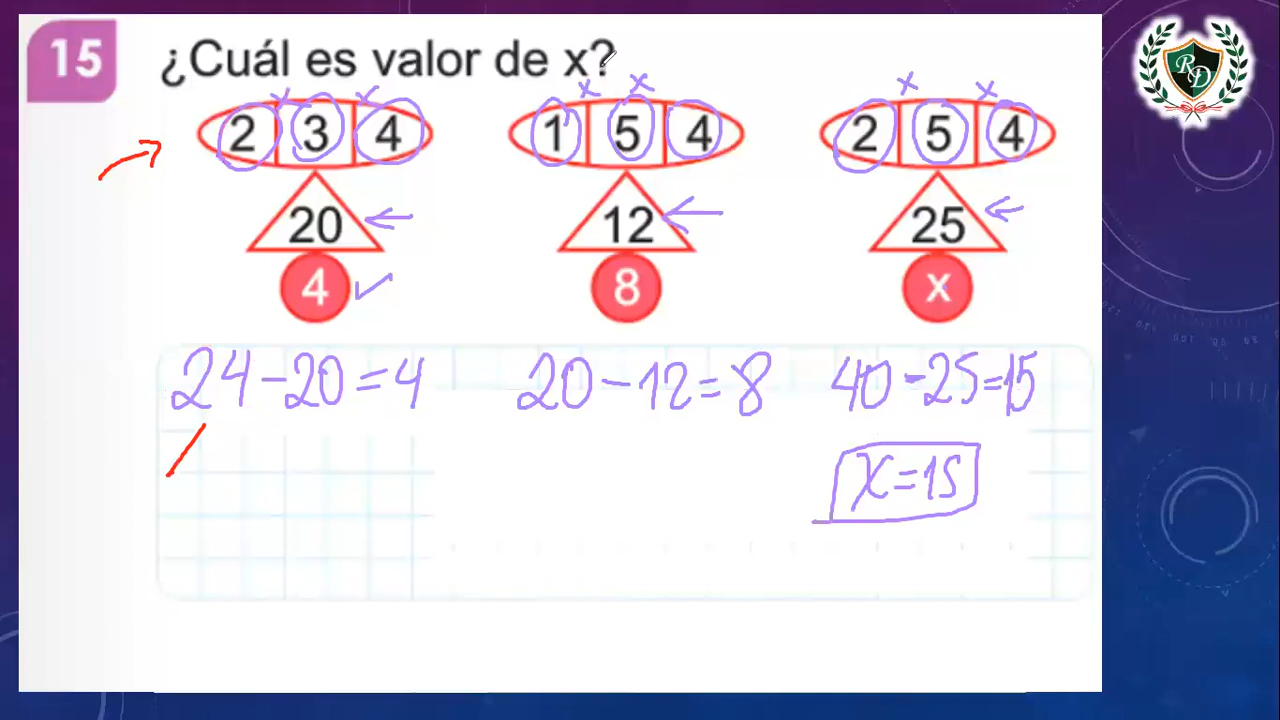 15 ¿Cuál es valor de x?
x x x x x x
2 3 4 1 5 4 2 5 4
20 12 25
4 8 x
24-20=4 20-12=8 40-25=15
x=15
RD